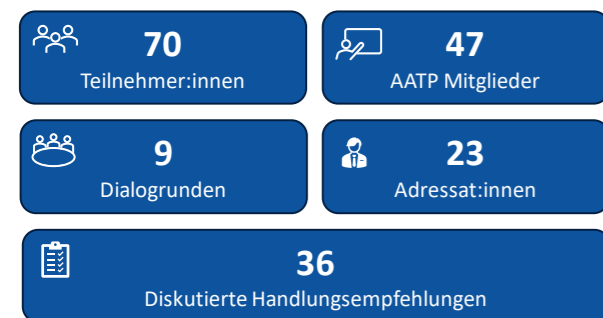 70
Teilnehmer:innen
47
AATP Mitglieder
9
Dialogrunden
23
Adressat:innen
36
Diskutierte Handlungsempfehlungen